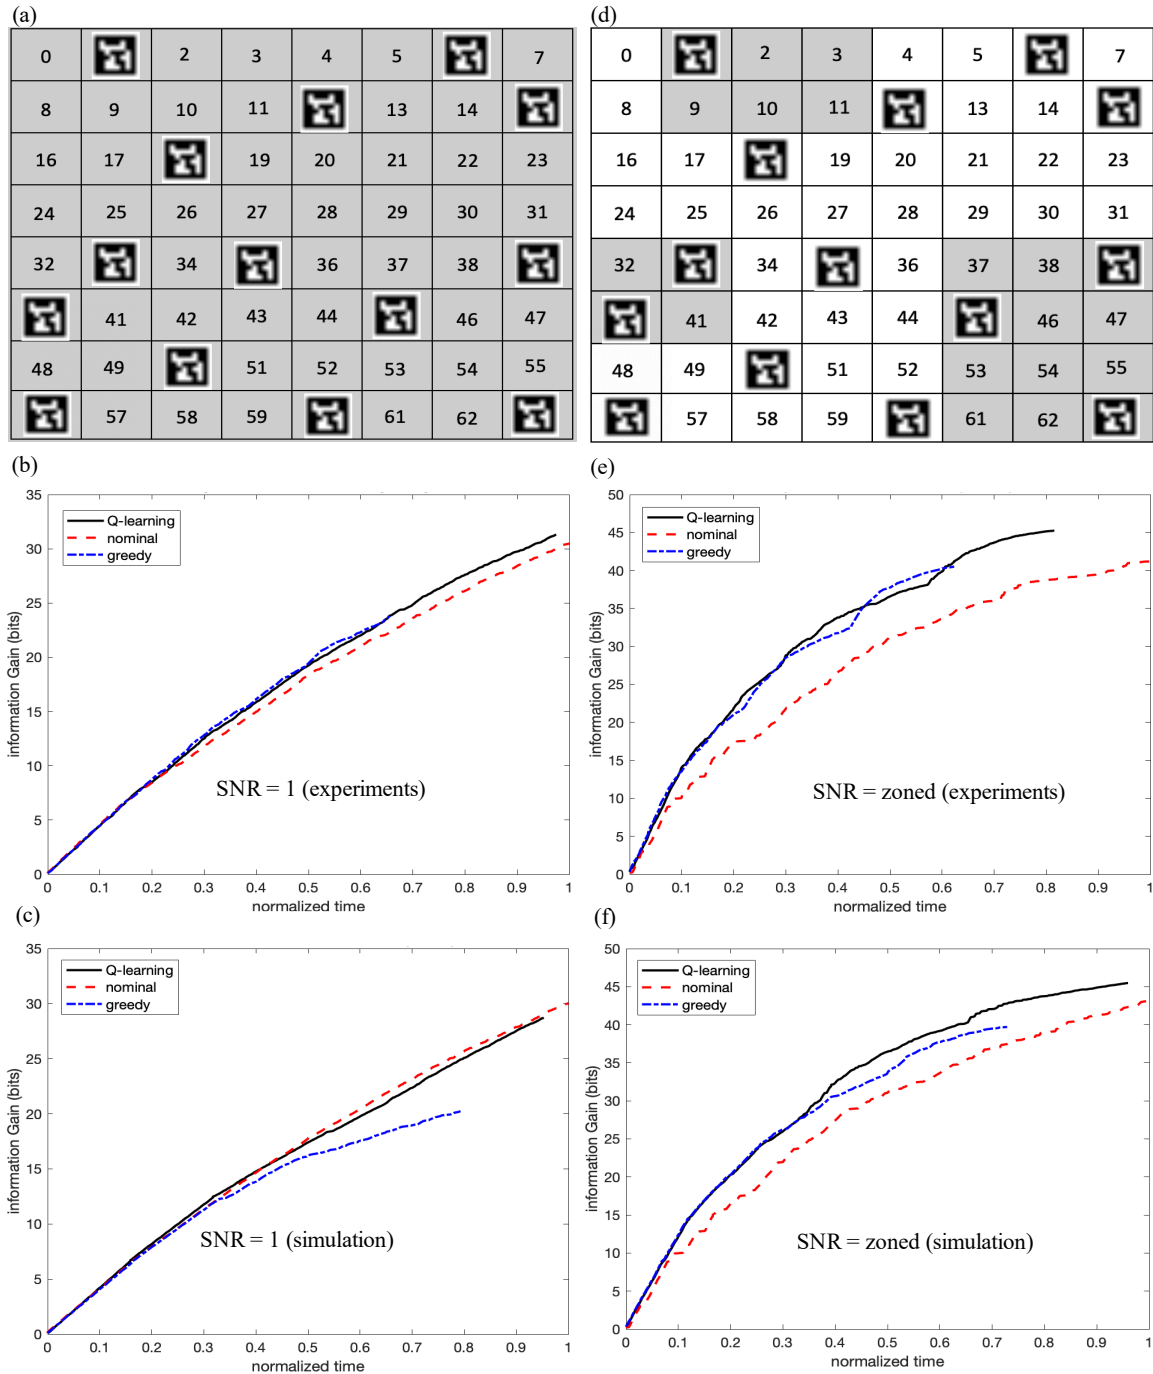 (a)
0 2 3 4 5 7
8 9 10 11 13 14
16 17 19 20 21 22 23
24 25 26 27 28 29 30 31
32 34 36 37 38
41 42 43 44 46 47
48 49 51 52 53 54 55
57 58 59 61 62
(d)
0 2 3 4 5 7
8 9 10 11 13 14
16 17 19 20 21 22 23
24 25 26 27 28 29 30 31
32 34 36 37 38
41 42 43 44 46 47
48 49 51 52 53 54 55
57 58 59 61 62
(b)
35
30
25
20
15
10
5
0
information Gain (bits)
Q-learning
nominal
greedy
SNR = 1 (experiments)
0 0.1 0.2 0.3 0.4 0.5 0.6 0.7 0.8 0.9 1
normalized time
(e)
50
45
40
35
30
25
20
15
10
5
0
information Gain (bits)
Q-learning
nominal
greedy
SNR = zoned (experiments)
0 0.1 0.2 0.3 0.4 0.5 0.6 0.7 0.8 0.9 1
normalized time
(c)
35
30
25
20
15
10
5
0
information Gain (bits)
Q-learning
nominal
greedy
SNR = 1 (simulation)
0 0.1 0.2 0.3 0.4 0.5 0.6 0.7 0.8 0.9 1
normalized time
(f)
50
45
40
35
30
25
20
15
10
5
0
information Gain (bits)
Q-learning
nominal
greedy
SNR = zoned (simulation)
0 0.1 0.2 0.3 0.4 0.5 0.6 0.7 0.8 0.9 1
normalized time